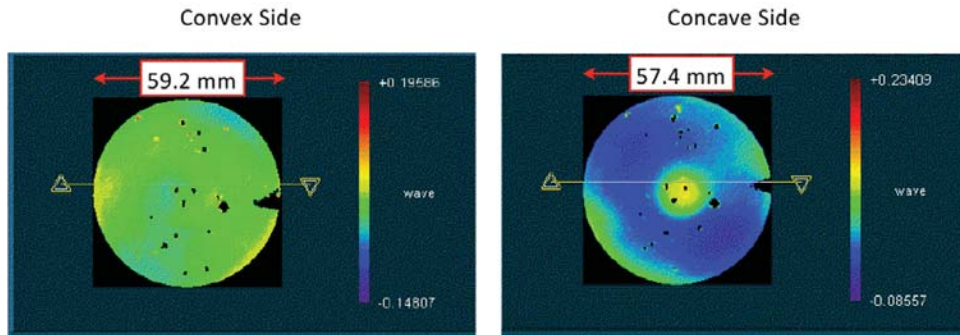 Convex Side
Concave Side
59.2 mm
+0.19586
wave
-0.14807
57.4 mm
+0.23409
wave
-0.08557